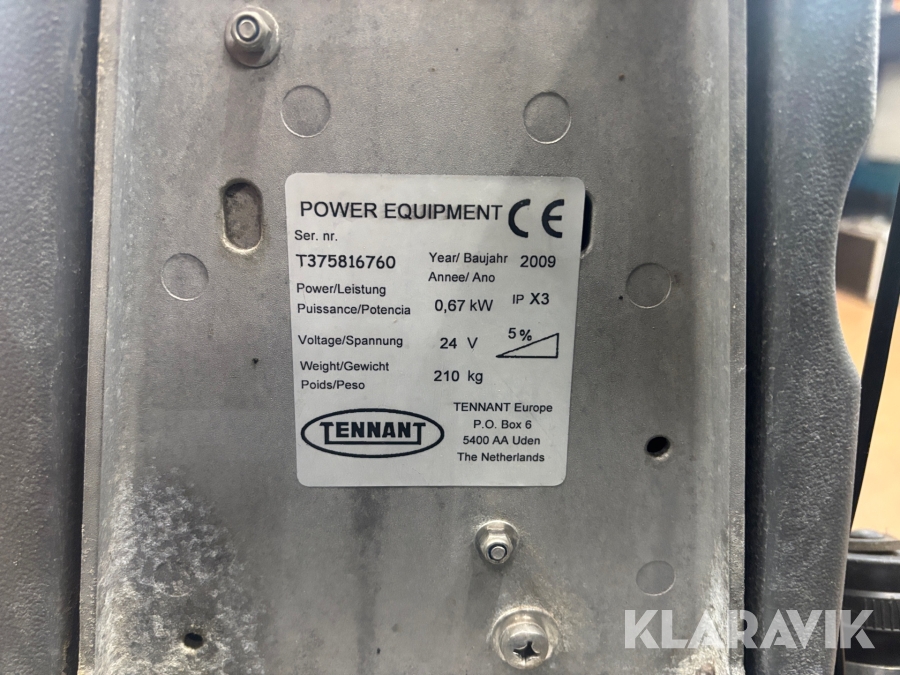 POWER EQUIPMENT CE
Ser. nr.
T375816760
Year/ Baujahr 2009
Annee/ Ano
Power/Leistung
Puissance/Potencia 0,67 kW IP X3
Voltage/Spannung 24 V 5%
Weight/Gewicht
Poids/Peso 210 kg
TENNANT
TENNANT Europe
P.O. Box 6
5400 AA Uden
The Netherlands
KLARAVIK